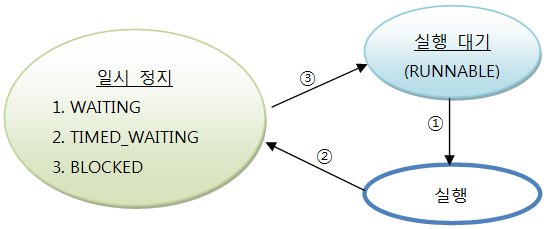 일시 정지
1. WAITING
2. TIMED_WAITING
3. BLOCKED
③
실행 대기
(RUNNABLE)
①
②
실행